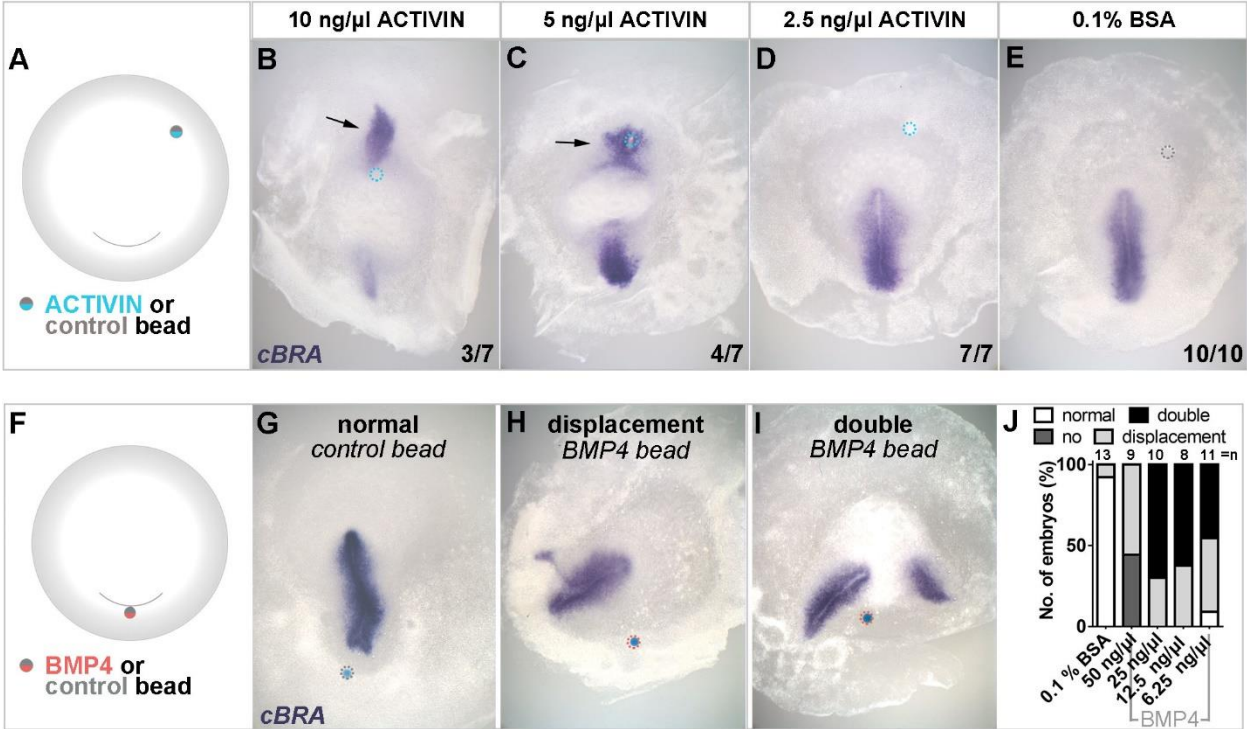 10 ng/µl ACTIVIN
5 ng/µl ACTIVIN
2.5 ng/µl ACTIVIN
0.1% BSA
A
ACTIVIN or
control bead
B
cBRA
3/7
C
4/7
D
7/7
E
10/10
F
BMP4 or
control bead
G
normal
control bead
cBRA
H
displacement
BMP4 bead
I
double
BMP4 bead
J
normal
double
no
displacement
13 9 10 8 11 =n
No. of embryos (%)
100
50
0
0.1 % BSA
50 ng/µl
25 ng/µl
12.5 ng/µl
6.25 ng/µl
BMP4